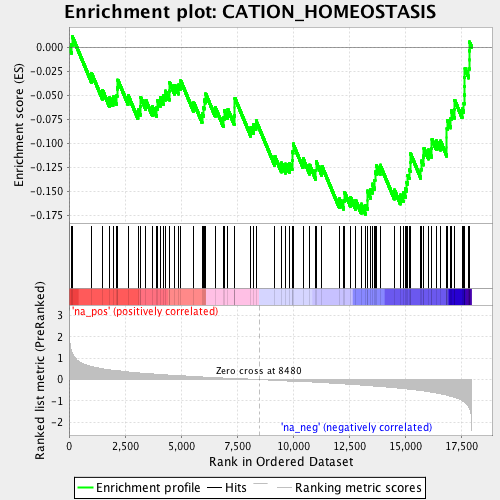 Enrichment plot: CATION_HOMEOSTASIS
Enrichment score (ES)
0.000
-0.025
-0.050
-0.075
-0.100
-0.125
-0.150
-0.175
Ranked list metric (PreRanked)
3
2
1
0
-1
-2
'na_pos' (positively correlated)
Zero cross at 8480
'na_neg' (negatively correlated)
0
2,500
5,000
7,500
10,000
12,500
15,000
17,500
Rank in Ordered Dataset
Enrichment profile
Hits
Ranking metric scores